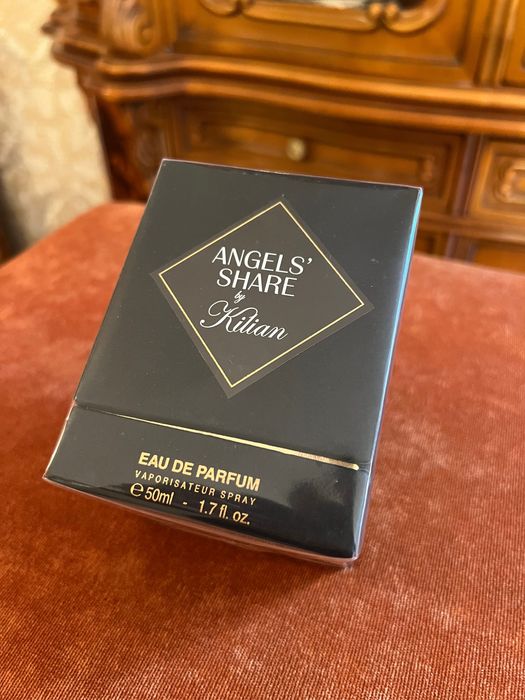 ANGELS'
SHARE
by
Kilian
EAU DE PARFUM
VAPORISATEUR SPRAY
℮50ml - 1.7 fl. oz.